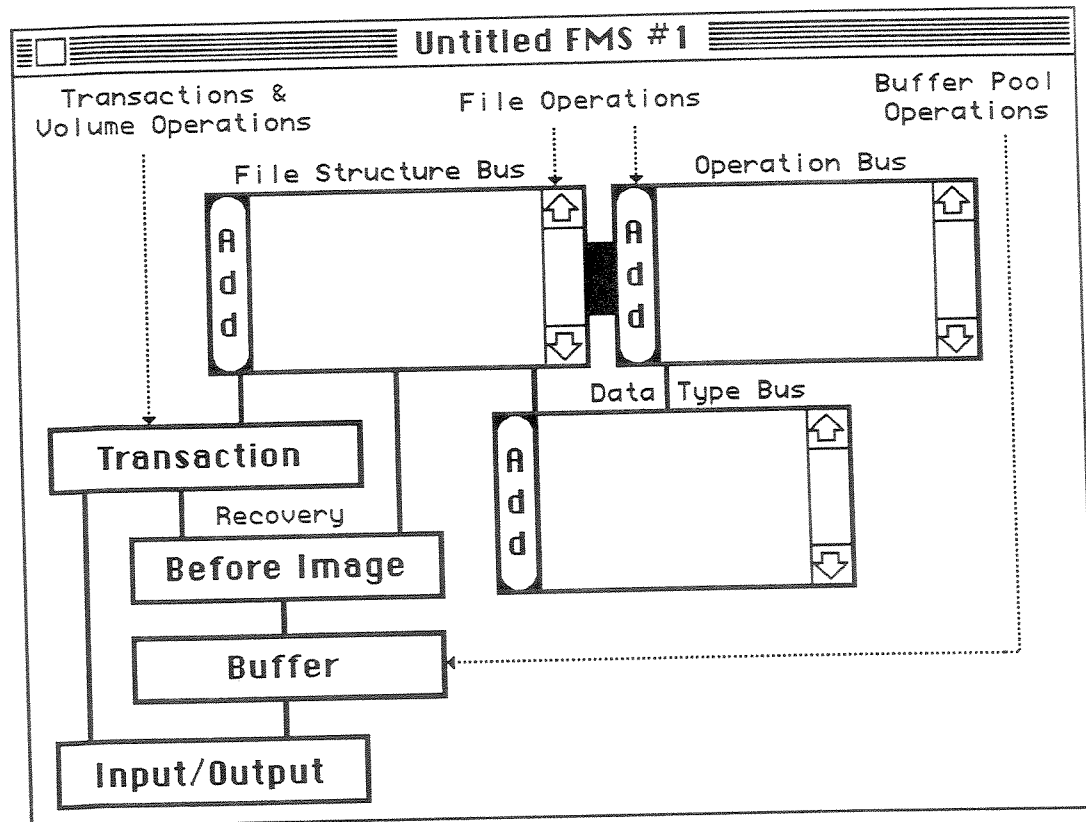 Untitled FMS #1
Transactions &
Volume Operations
File Operations
Buffer Pool
Operations
File Structure Bus
Operation Bus
Add
Add
Data Type Bus
Transaction
Add
Recovery
Before Image
Buffer
Input/Output